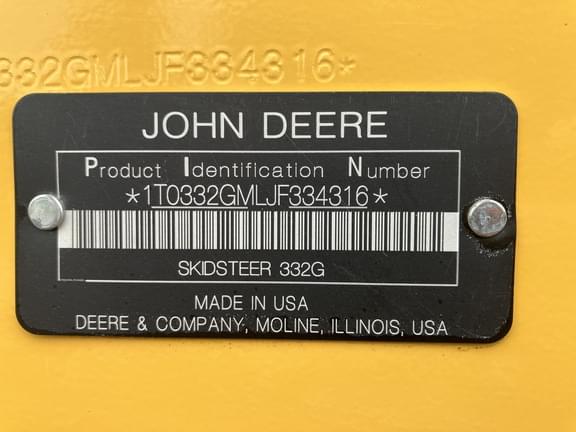 332GMLJF334316*
JOHN DEERE
Product Identification Number
*1T0332GMLJF334316*
SKIDSTEER 332G
MADE IN USA
DEERE & COMPANY, MOLINE, ILLINOIS, USA